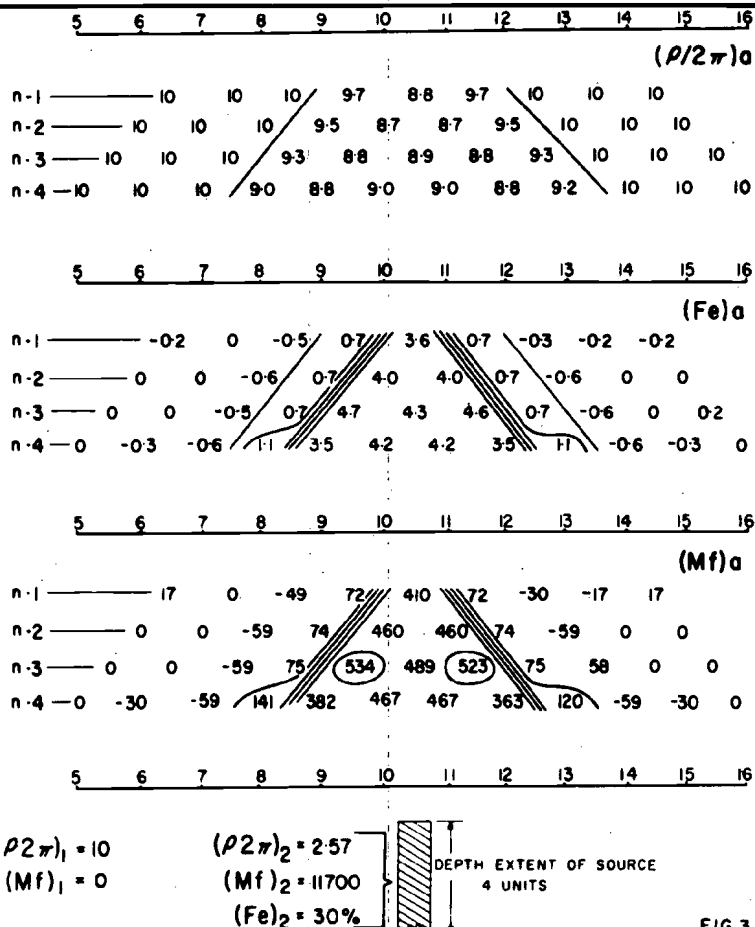 5 6 7 8 9 10 11 12 13 14 15 16
(ρ/2π)a
n·1 10 10 10 9·7 8·8 9·7 10 10 10
n·2 10 10 10 9·5 8·7 8·7 9·5 10 10 10
n·3 10 10 10 9·3 8·8 8·9 8·8 9·3 10 10 10
n·4 10 10 10 9·0 8·8 9·0 9·0 8·8 9·2 10 10 10
5 6 7 8 9 10 11 12 13 14 15 16
(Fe)a
n·1 -0·2 0 -0·5 0·7 3·6 0·7 -0·3 -0·2 -0·2
n·2 0 0 -0·6 0·7 4·0 4·0 0·7 -0·6 0 0
n·3 0 0 -0·5 0·7 4·7 4·3 4·6 0·7 -0·6 0 0·2
n·4 0 -0·3 -0·6 1·1 3·5 4·2 4·2 3·5 1·1 -0·6 -0·3 0
5 6 7 8 9 10 11 12 13 14 15 16
(Mf)a
n·1 17 0 -49 72 410 72 -30 -17 17
n·2 0 0 -59 74 460 460 74 -59 0 0
n·3 0 0 -59 75 534 489 523 75 58 0 0
n·4 0 -30 -59 141 382 467 467 363 120 -59 -30 0
5 6 7 8 9 10 11 12 13 14 15 16
ρ2π)₁ = 10 (ρ2π)₂ = 2·57
(Mf)₁ = 0 (Mf)₂ = 11700
(Fe)₂ = 30%
DEPTH EXTENT OF SOURCE
4 UNITS
FIG 3